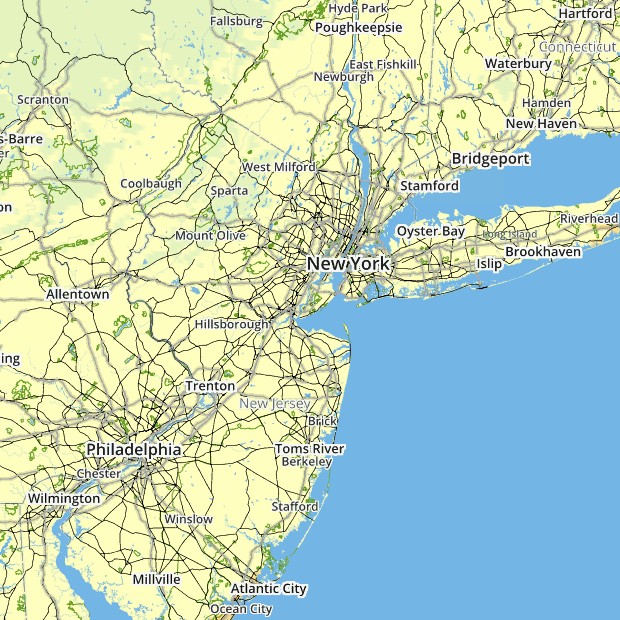 Hyde Park
Fallsburg
Poughkeepsie
Hartford
Connecticut
East Fishkill
Waterbury
Newburgh
Scranton
Hamden
New Haven
s-Barre
er
Bridgeport
West Milford
Coolbaugh
Sparta
Stamford
on
Riverhead
Mount Olive
Oyster Bay
Long Island
Brookhaven
New York
Islip
Allentown
Hillsborough
ing
Trenton
New Jersey
Brick
Philadelphia
Toms River
Berkeley
Chester
Wilmington
Stafford
Winslow
Millville
Atlantic City
Ocean City